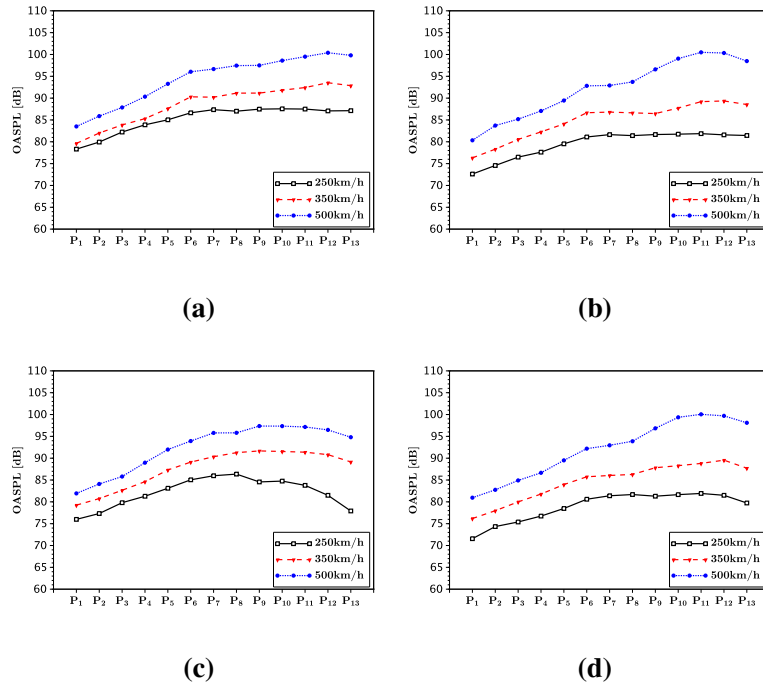 110
105
100
95
90
85
80
75
70
65
60
OASPL [dB]
250km/h
350km/h
500km/h
P₁ P₂ P₃ P₄ P₅ P₆ P₇ P₈ P₉ P₁₀ P₁₁ P₁₂ P₁₃
(a)
110
105
100
95
90
85
80
75
70
65
60
OASPL [dB]
250km/h
350km/h
500km/h
P₁ P₂ P₃ P₄ P₅ P₆ P₇ P₈ P₉ P₁₀ P₁₁ P₁₂ P₁₃
(b)
110
105
100
95
90
85
80
75
70
65
60
OASPL [dB]
250km/h
350km/h
500km/h
P₁ P₂ P₃ P₄ P₅ P₆ P₇ P₈ P₉ P₁₀ P₁₁ P₁₂ P₁₃
(c)
110
105
100
95
90
85
80
75
70
65
60
OASPL [dB]
250km/h
350km/h
500km/h
P₁ P₂ P₃ P₄ P₅ P₆ P₇ P₈ P₉ P₁₀ P₁₁ P₁₂ P₁₃
(d)